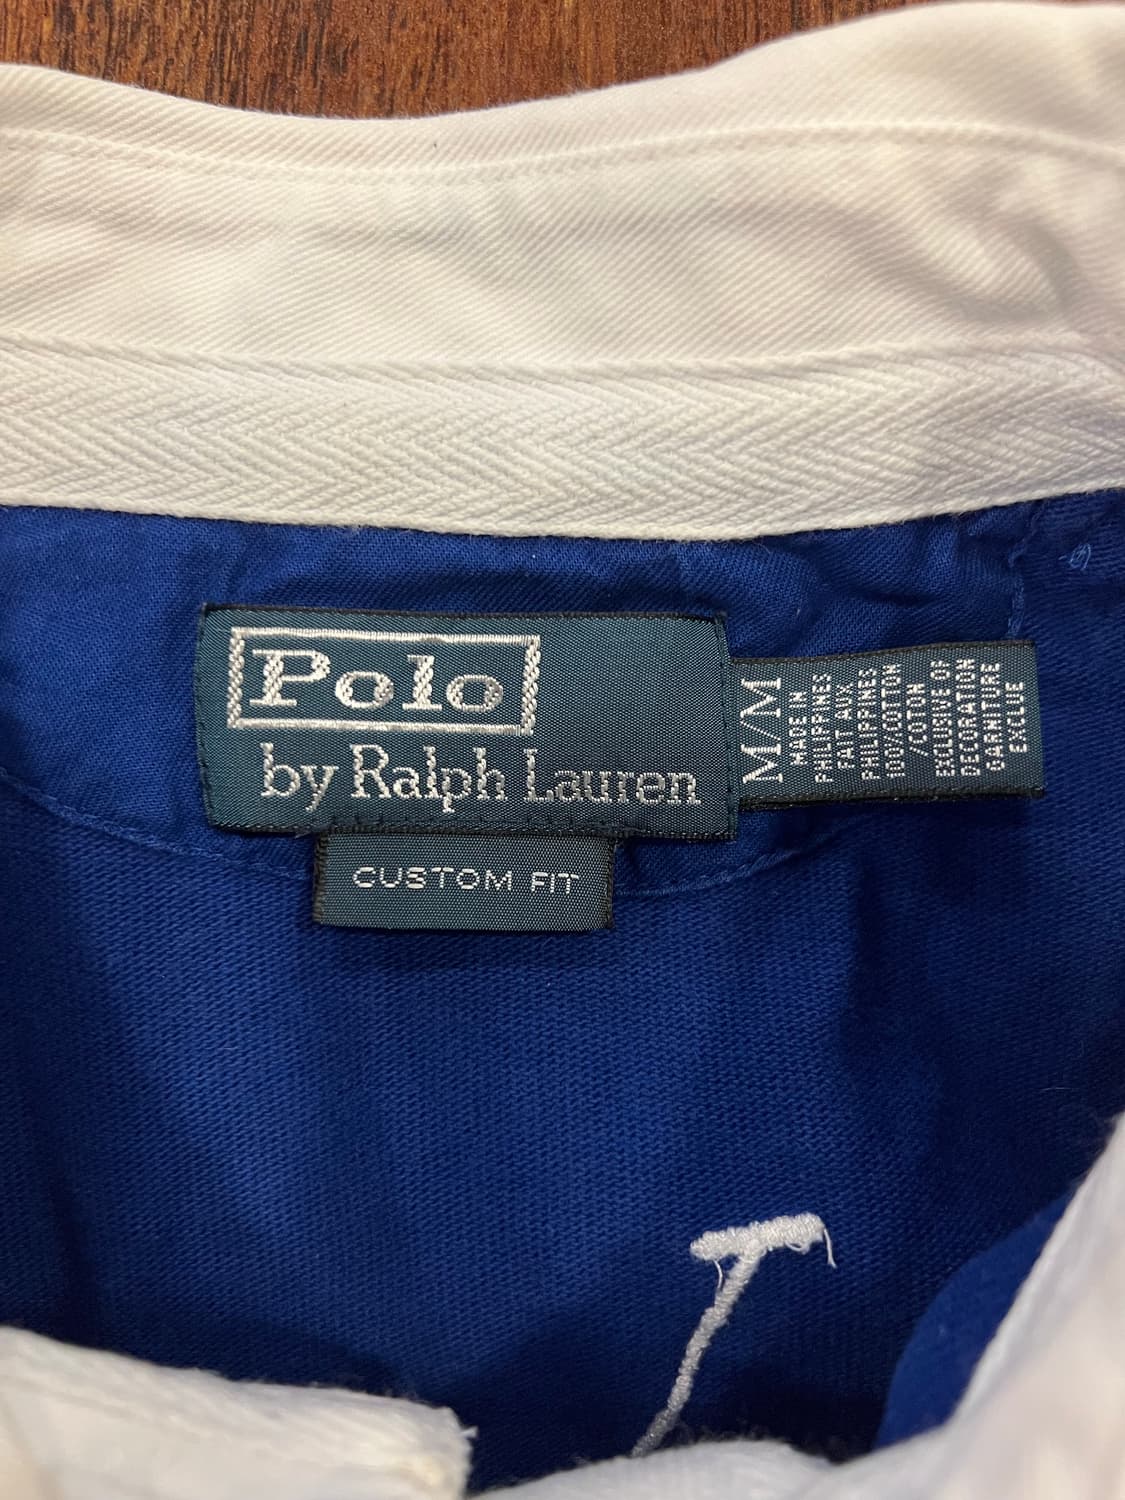 Polo
by Ralph Lauren
CUSTOM FIT
M/M
MADE IN
PHILIPPINES
FAIT AUX
PHILIPPINES
100%COTTON
/COTON
EXCLUSIVE OF
DECORATION
GARNITURE
EXCLUE